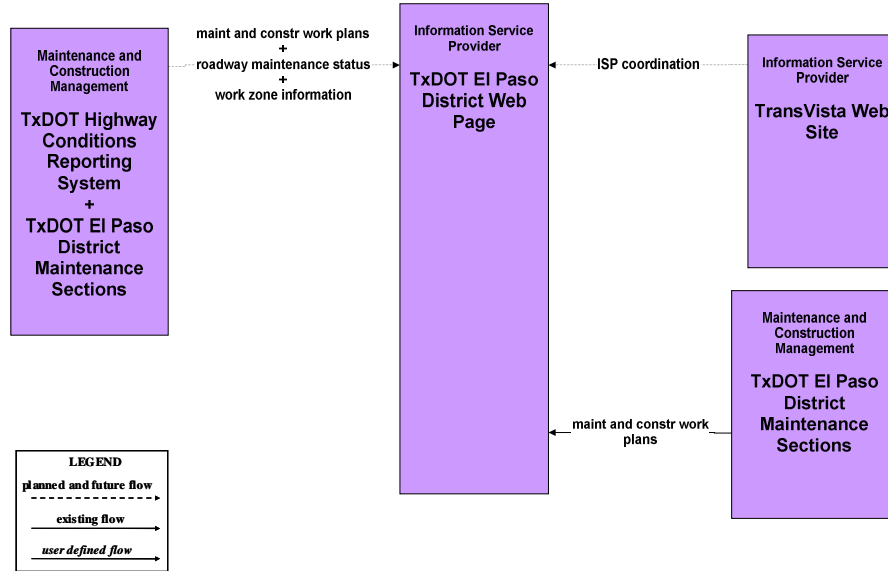 Maintenance and
Construction
Management
TxDOT Highway
Conditions
Reporting
System
+
TxDOT El Paso
District
Maintenance
Sections
maint and constr work plans
+
roadway maintenance status
+
work zone information
Information Service
Provider
TxDOT El Paso
District Web
Page
ISP coordination
Information Service
Provider
TransVista Web
Site
maint and constr work
plans
Maintenance and
Construction
Management
TxDOT El Paso
District
Maintenance
Sections
LEGEND
planned and future flow
existing flow
user defined flow